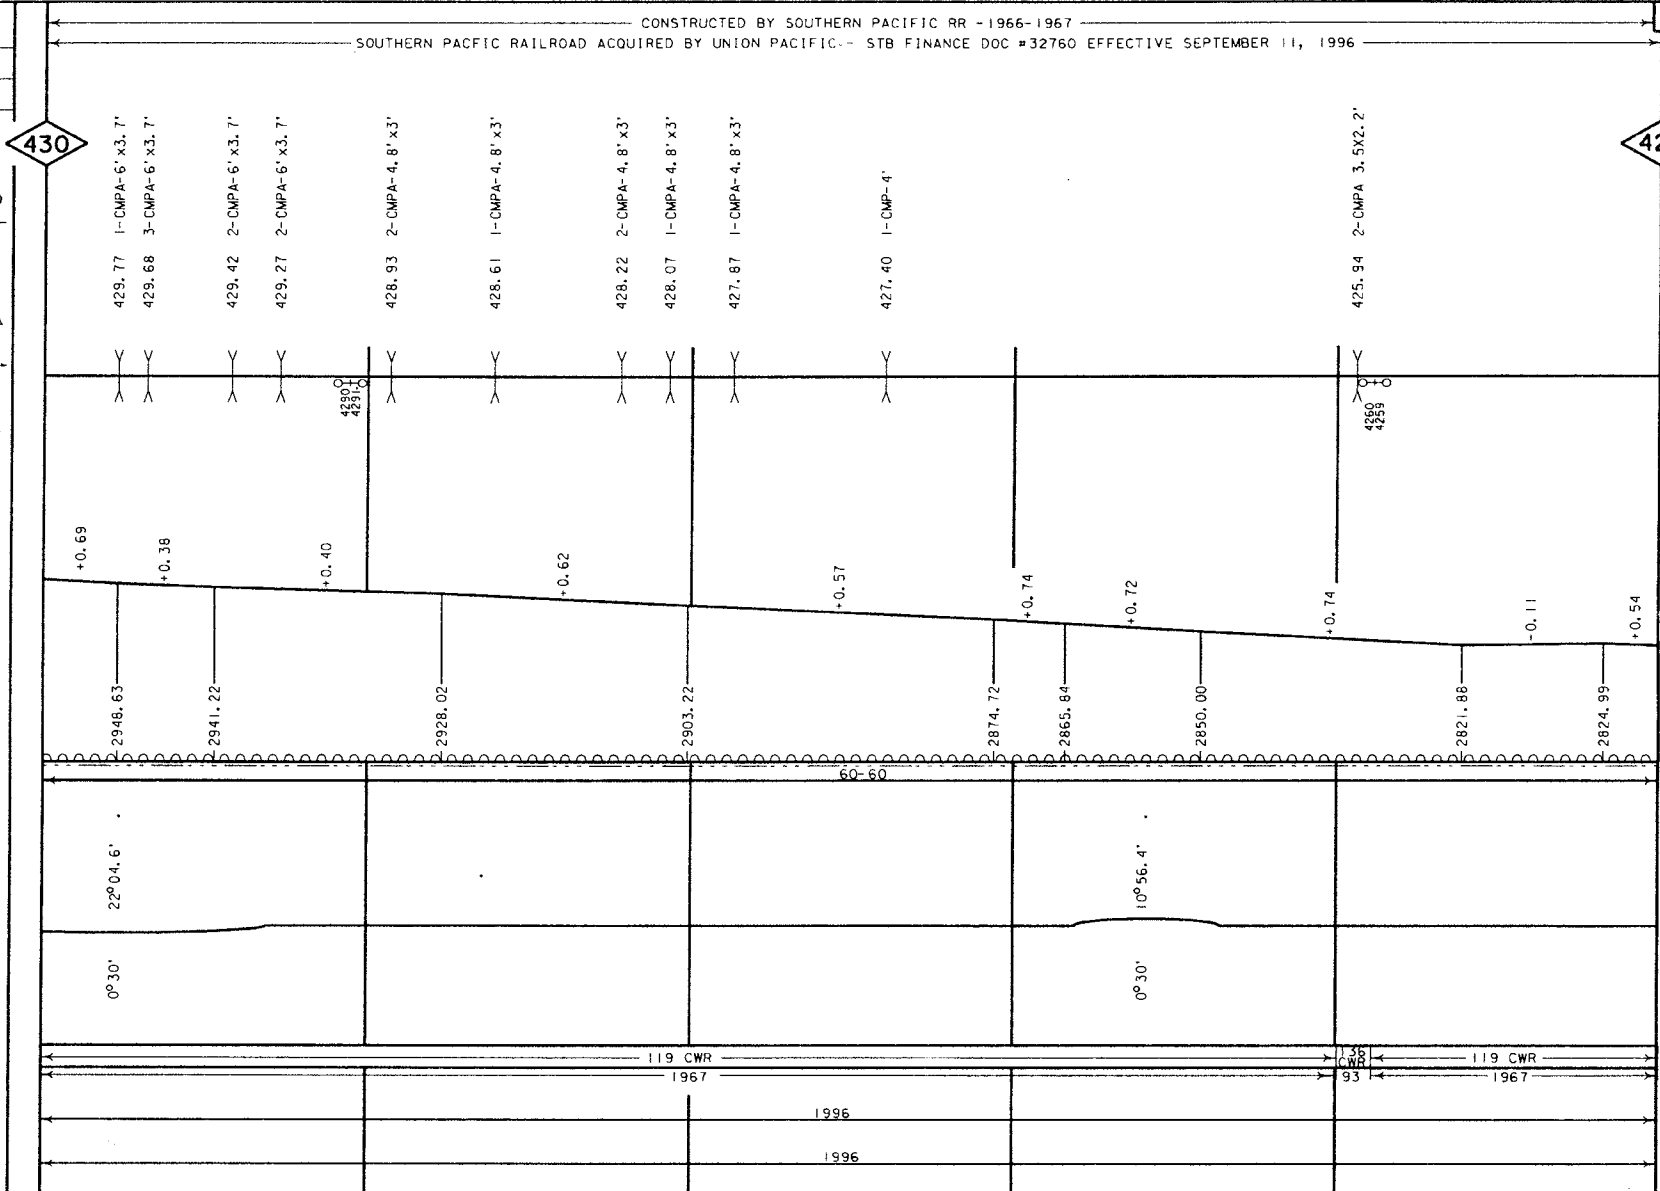 CONSTRUCTED BY SOUTHERN PACIFIC RR -1966-1967
SOUTHERN PACFIC RAILROAD ACQUIRED BY UNION PACIFIC-- STB FINANCE DOC #32760 EFFECTIVE SEPTEMBER 11, 1996
430
429.77 1-CMPA-6'x3.7'
429.68 3-CMPA-6'x3.7'
429.42 2-CMPA-6'x3.7'
429.27 2-CMPA-6'x3.7'
428.93 2-CMPA-4.8'x3'
428.61 1-CMPA-4.8'x3'
428.22 2-CMPA-4.8'x3'
428.07 1-CMPA-4.8'x3'
427.87 1-CMPA-4.8'x3'
427.40 1-CMP-4'
425.94 2-CMPA 3.5X2.2'
4290
4291
4260
4259
+0.69
+0.38
+0.40
+0.62
+0.57
+0.74
+0.72
+0.74
-0.11
+0.54
2948.63
2941.22
2928.02
2903.22
2874.72
2865.84
2850.00
2821.88
2824.99
60-60
22°04.6'
10°56.4'
0°30'
0°30'
119 CWR
136 CWR
119 CWR
1967
93
1967
1996
1996